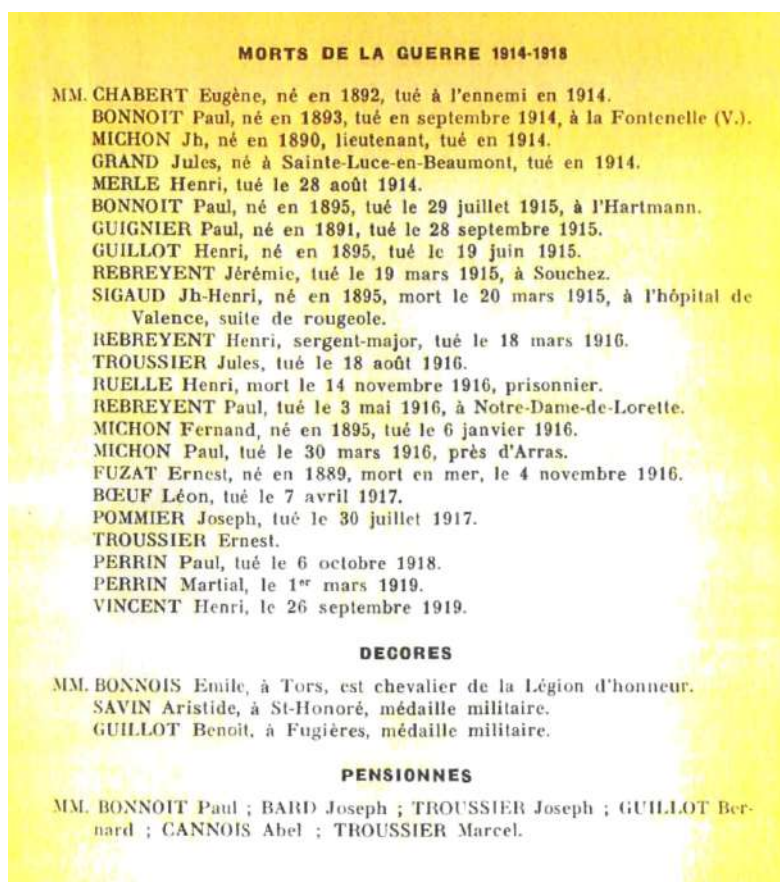 MORTS DE LA GUERRE 1914-1918
MM. CHABERT Eugène, né en 1892, tué à l'ennemi en 1914.
BONNOIT Paul, né en 1893, tué en septembre 1914, à la Fontenelle (V.).
MICHON Jh, né en 1890, lieutenant, tué en 1914.
GRAND Jules, né à Sainte-Luce-en-Beaumont, tué en 1914.
MERLE Henri, tué le 28 août 1914.
BONNOIT Paul, né en 1895, tué le 29 juillet 1915, à l'Hartmann.
GUIGNIER Paul, né en 1891, tué le 28 septembre 1915.
GUILLOT Henri, né en 1895, tué le 19 juin 1915.
REBREYENT Jérémie, tué le 19 mars 1915, à Souchez.
SIGAUD Jh-Henri, né en 1895, mort le 20 mars 1915, à l'hôpital de
Valence, suite de rougeole.
REBREYENT Henri, sergent-major, tué le 18 mars 1916.
TROUSSIER Jules, tué le 18 août 1916.
RUELLE Henri, mort le 14 novembre 1916, prisonnier.
REBREYENT Paul, tué le 3 mai 1916, à Notre-Dame-de-Lorette.
MICHON Fernand, né en 1895, tué le 6 janvier 1916.
MICHON Paul, tué le 30 mars 1916, près d'Arras.
FUZAT Ernest, né en 1889, mort en mer, le 4 novembre 1916.
BŒUF Léon, tué le 7 avril 1917.
POMMIER Joseph, tué le 30 juillet 1917.
TROUSSIER Ernest.
PERRIN Paul, tué le 6 octobre 1918.
PERRIN Martial, le 1er mars 1919.
VINCENT Henri, le 26 septembre 1919.
DECORES
MM. BONNOIS Emile, à Tors, est chevalier de la Légion d'honneur.
SAVIN Aristide, à St-Honoré, médaille militaire.
GUILLOT Benoit, à Fugières, médaille militaire.
PENSIONNES
MM. BONNOIT Paul ; BARD Joseph ; TROUSSIER Joseph ; GUILLOT Ber-
nard ; CANNOIS Abel ; TROUSSIER Marcel.